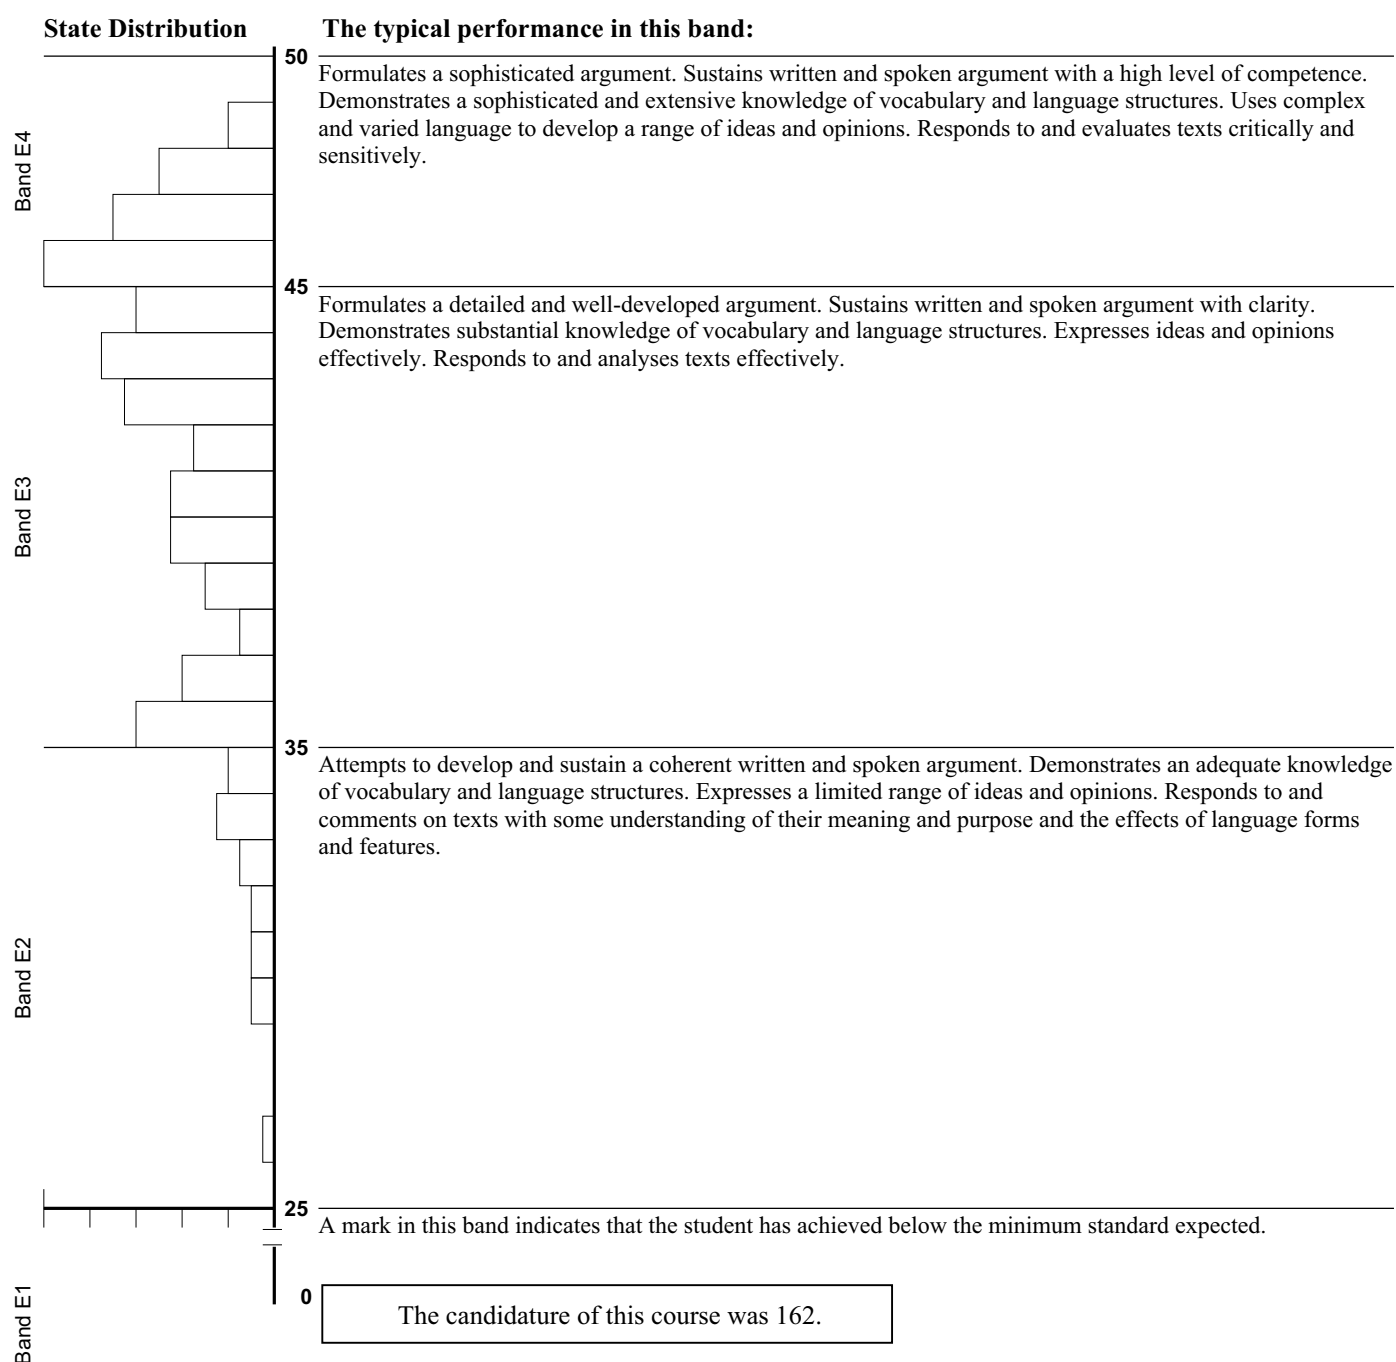 State Distribution
The typical performance in this band:
50
Formulates a sophisticated argument. Sustains written and spoken argument with a high level of competence.
Demonstrates a sophisticated and extensive knowledge of vocabulary and language structures. Uses complex
and varied language to develop a range of ideas and opinions. Responds to and evaluates texts critically and
sensitively.
Band E4
45
Formulates a detailed and well-developed argument. Sustains written and spoken argument with clarity.
Demonstrates substantial knowledge of vocabulary and language structures. Expresses ideas and opinions
effectively. Responds to and analyses texts effectively.
Band E3
35
Attempts to develop and sustain a coherent written and spoken argument. Demonstrates an adequate knowledge
of vocabulary and language structures. Expresses a limited range of ideas and opinions. Responds to and
comments on texts with some understanding of their meaning and purpose and the effects of language forms
and features.
Band E2
25
A mark in this band indicates that the student has achieved below the minimum standard expected.
Band E1
0
The candidature of this course was 162.